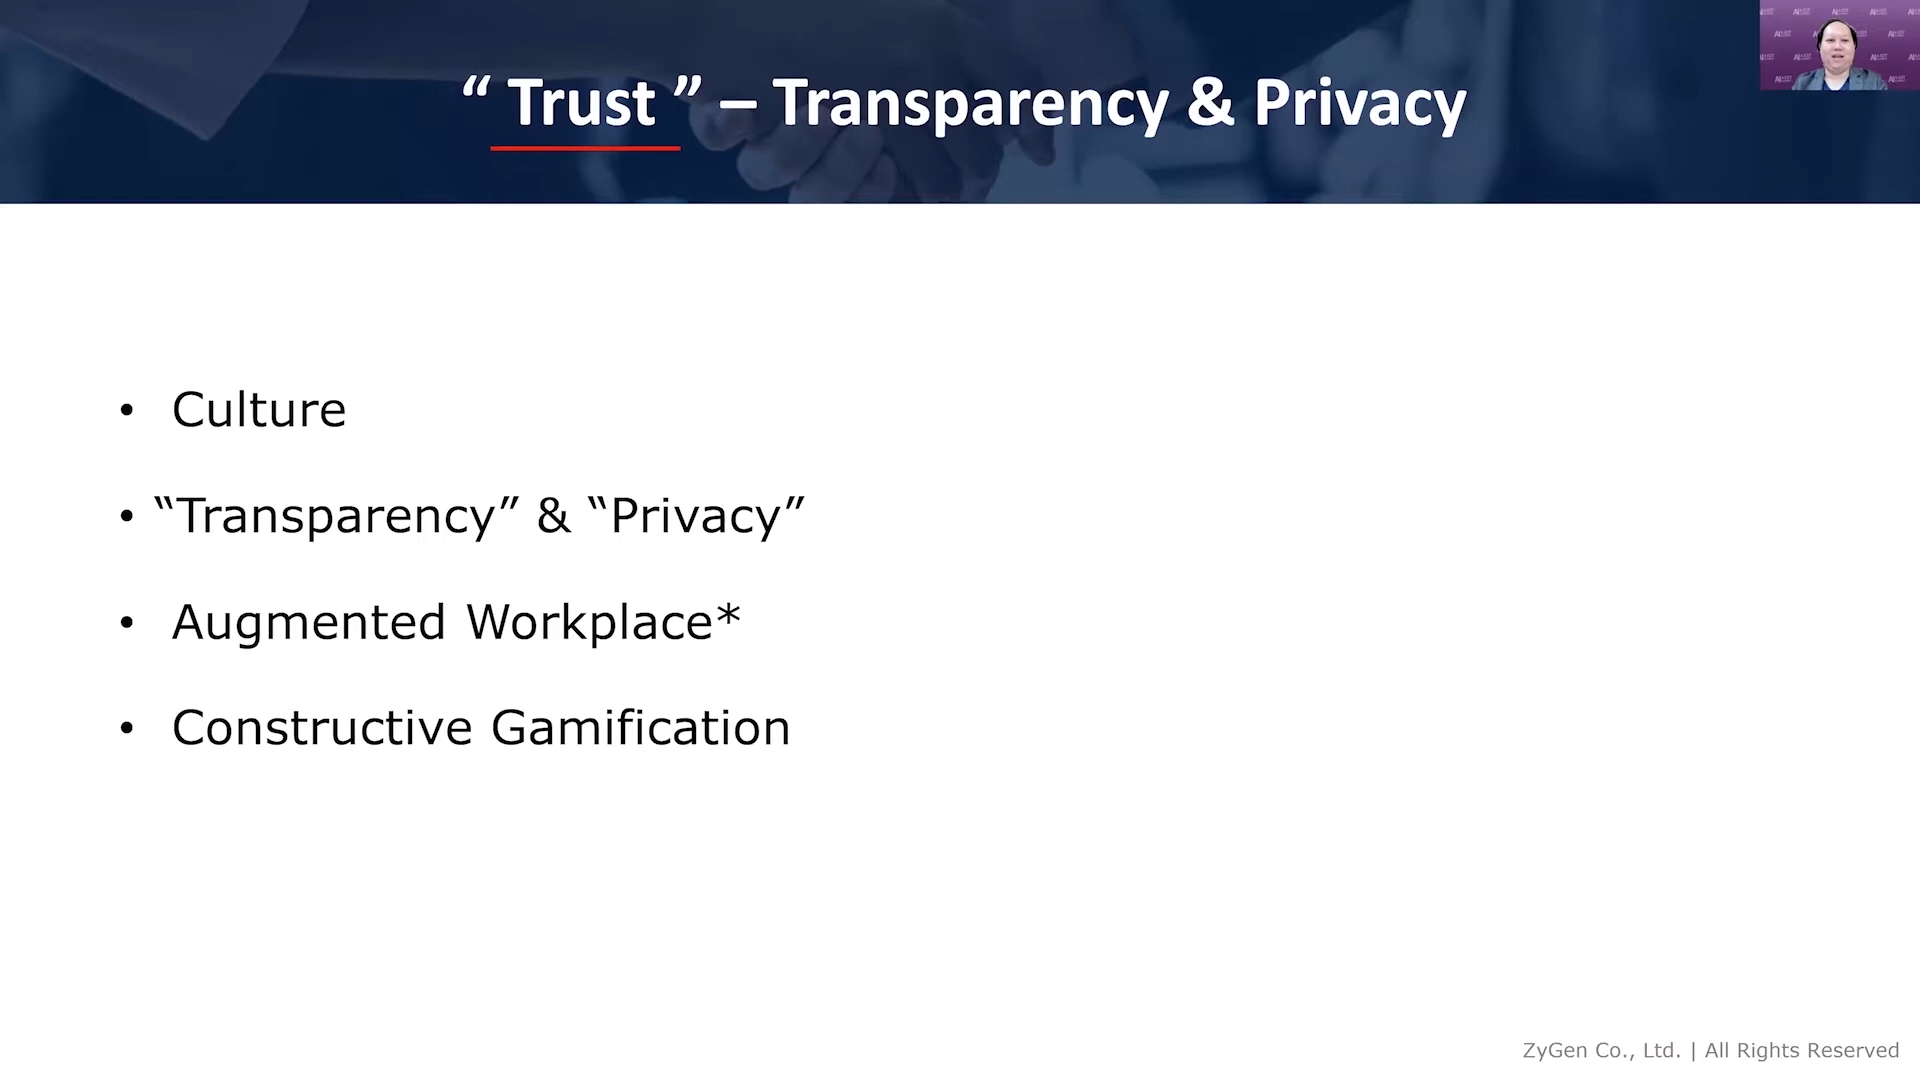 “ Trust ” – Transparency & Privacy
• Culture
• “Transparency” & “Privacy”
• Augmented Workplace*
• Constructive Gamification
ZyGen Co., Ltd. | All Rights Reserved